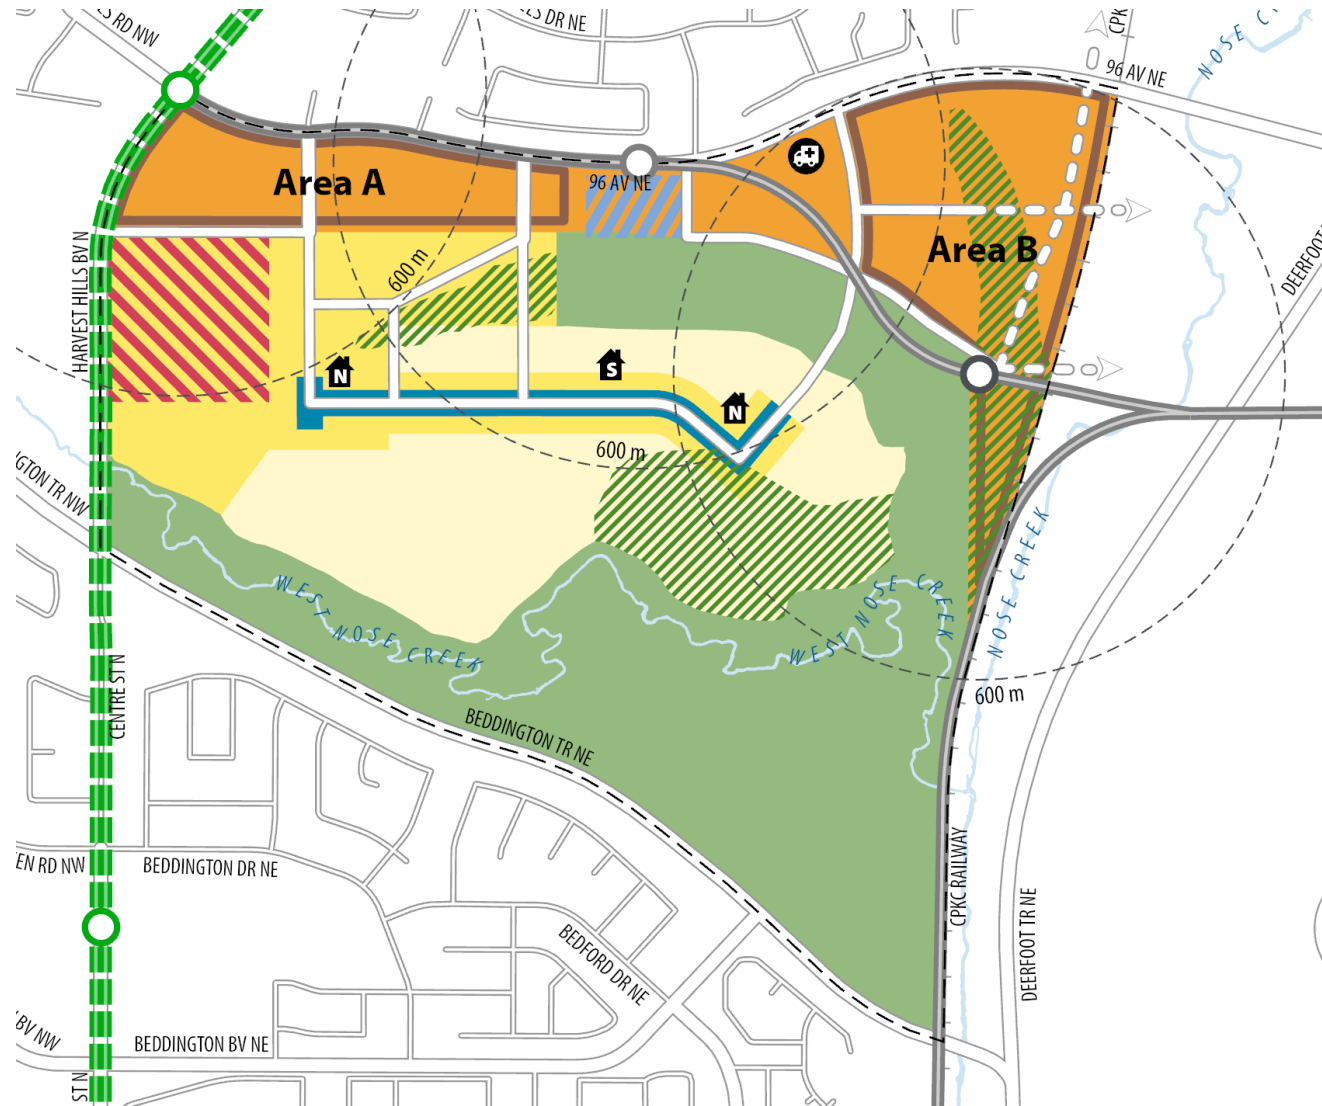 S RD NW
LS DR NE
CPK
NOSE C
96 AV NE
Area A
96 AV NE
Area B
DEERFOOT
HARVEST HILLS BV N
600 m
N
S
N
600 m
GTON TR NW
NOSE CREEK
WEST NOSE CREEK
WEST NOSE CREEK
600 m
CENTRE ST N
BEDDINGTON TR NE
EN RD NW
BEDDINGTON DR NE
CPKC RAILWAY
DEERFOOT TR NE
BEDFORD DR NE
BV NW
BEDDINGTON BV NE
ST N